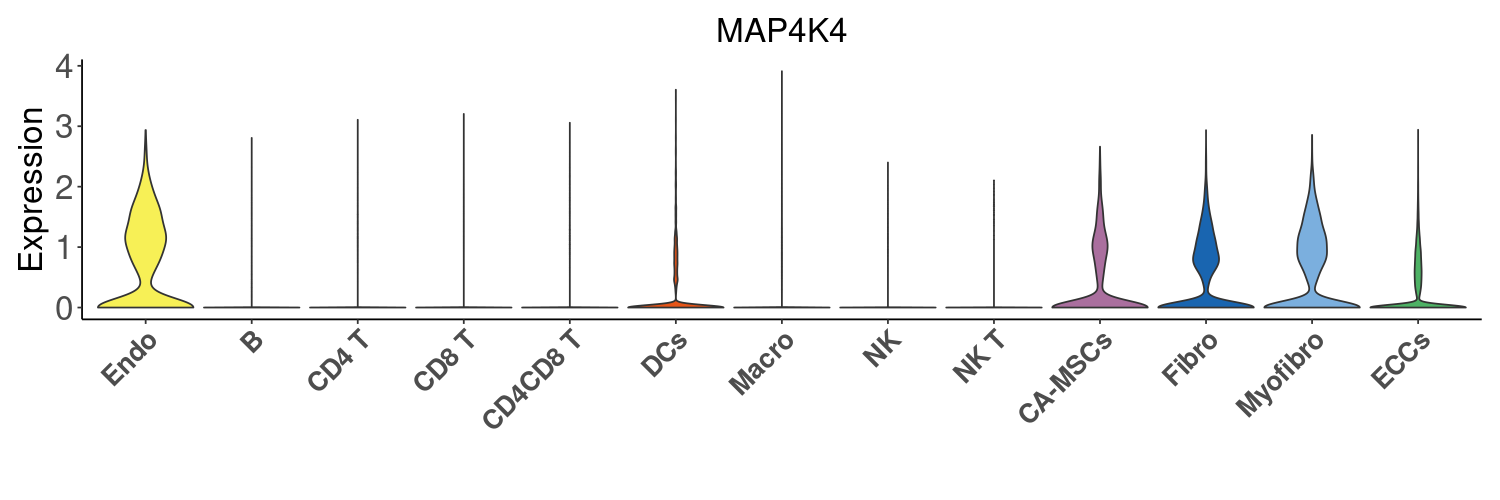 MAP4K4
Expression
4
3
2
1
0
Endo
B
CD4 T
CD8 T
CD4CD8 T
DCs
Macro
NK
NK T
CA-MSCs
Fibro
Myofibro
ECCs